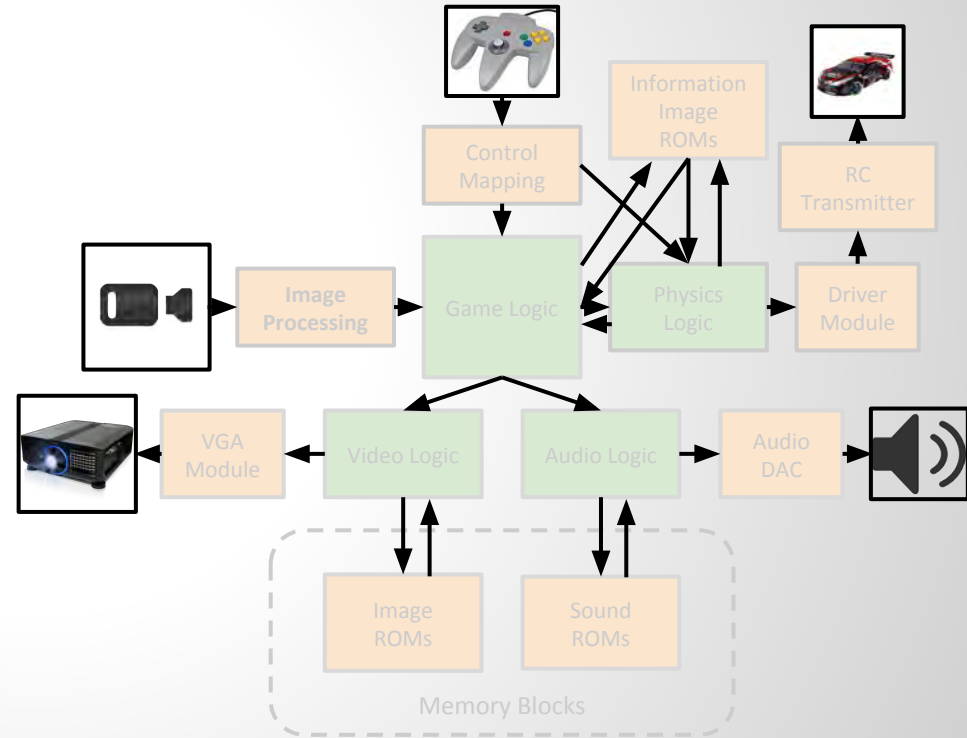 Information
Image
ROMs
Control
Mapping
RC
Transmitter
Image
Processing
Game Logic
Physics
Logic
Driver
Module
VGA
Module
Video Logic
Audio Logic
Audio
DAC
Image
ROMs
Sound
ROMs
Memory Blocks